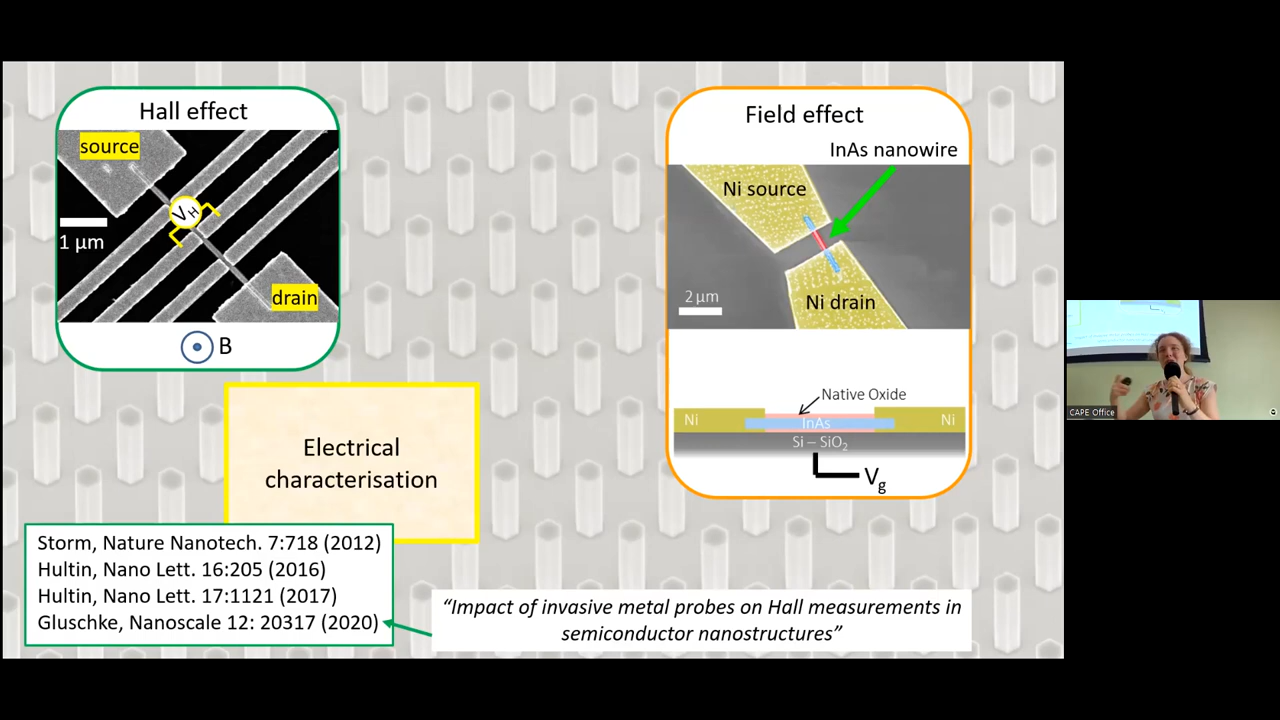 Hall effect
source
V_H
1 μm
drain
B
Field effect
InAs nanowire
Ni source
2 μm
Ni drain
Native Oxide
Ni
InAs
Ni
Si – SiO₂
V_g
Electrical
characterisation
Storm, Nature Nanotech. 7:718 (2012)
Hultin, Nano Lett. 16:205 (2016)
Hultin, Nano Lett. 17:1121 (2017)
Gluschke, Nanoscale 12: 20317 (2020)
“Impact of invasive metal probes on Hall measurements in
semiconductor nanostructures”
CAPE Office